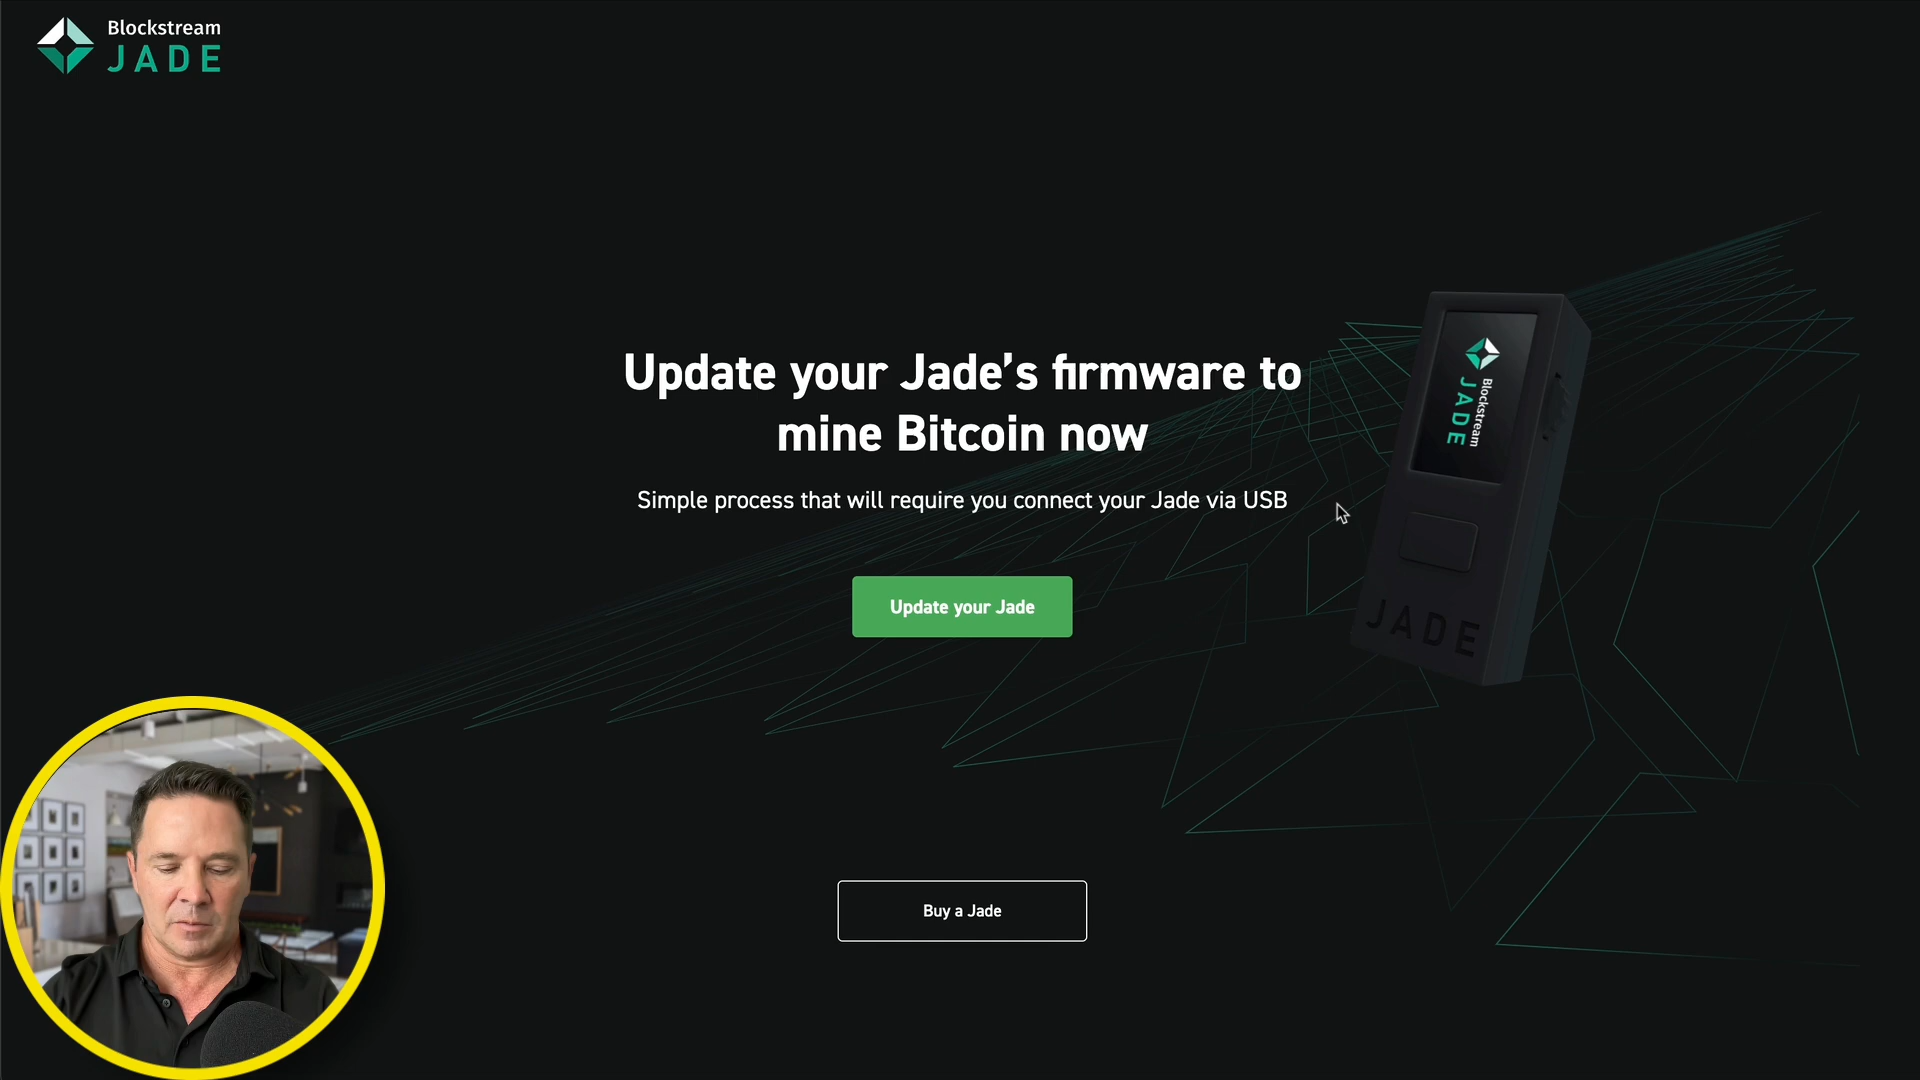 Blockstream
JADE
Update your Jade’s firmware to
mine Bitcoin now
Simple process that will require you connect your Jade via USB
Update your Jade
Buy a Jade
Blockstream
JADE
JADE